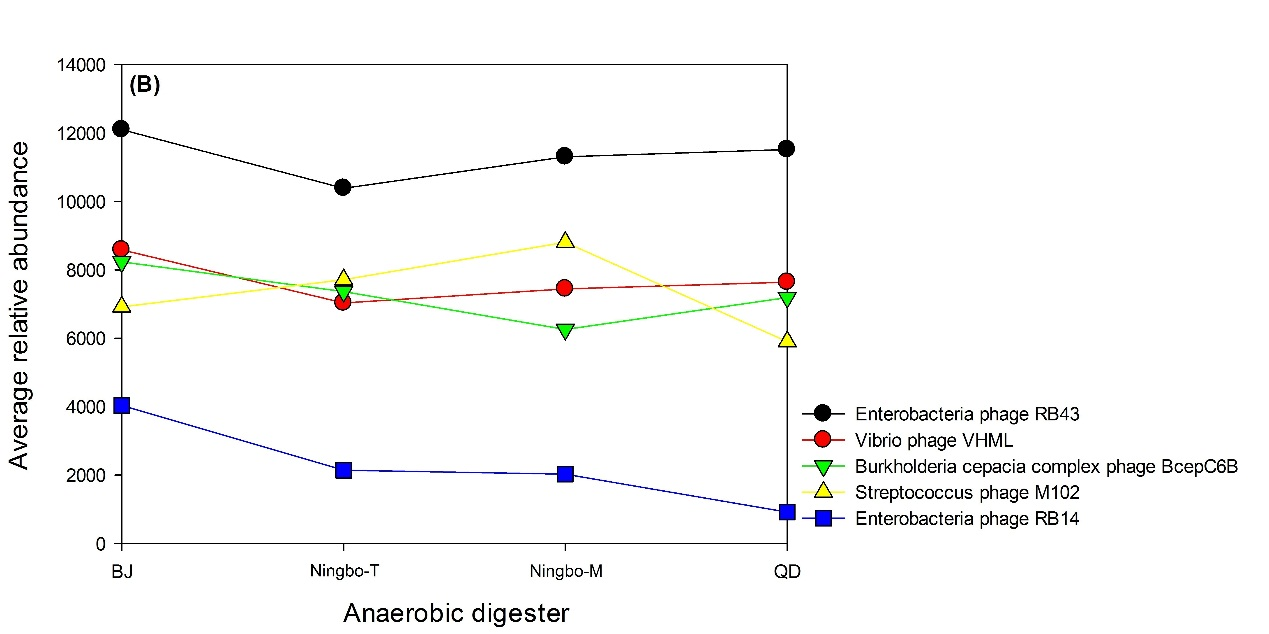 (B)
14000
12000
10000
8000
6000
4000
2000
0
Average relative abundance
BJ Ningbo-T Ningbo-M QD
Anaerobic digester
Enterobacteria phage RB43
Vibrio phage VHML
Burkholderia cepacia complex phage BcepC6B
Streptococcus phage M102
Enterobacteria phage RB14